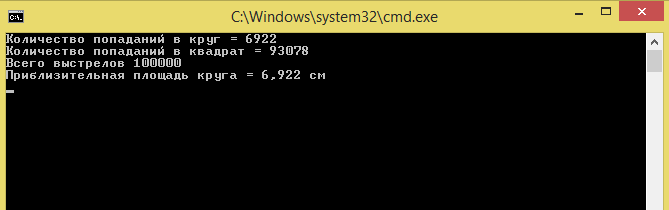 C:\Windows\system32\cmd.exe
Количество попаданий в круг = 6922
Количество попаданий в квадрат = 93078
Всего выстрелов 100000
Приблизительная площадь круга = 6,922 см